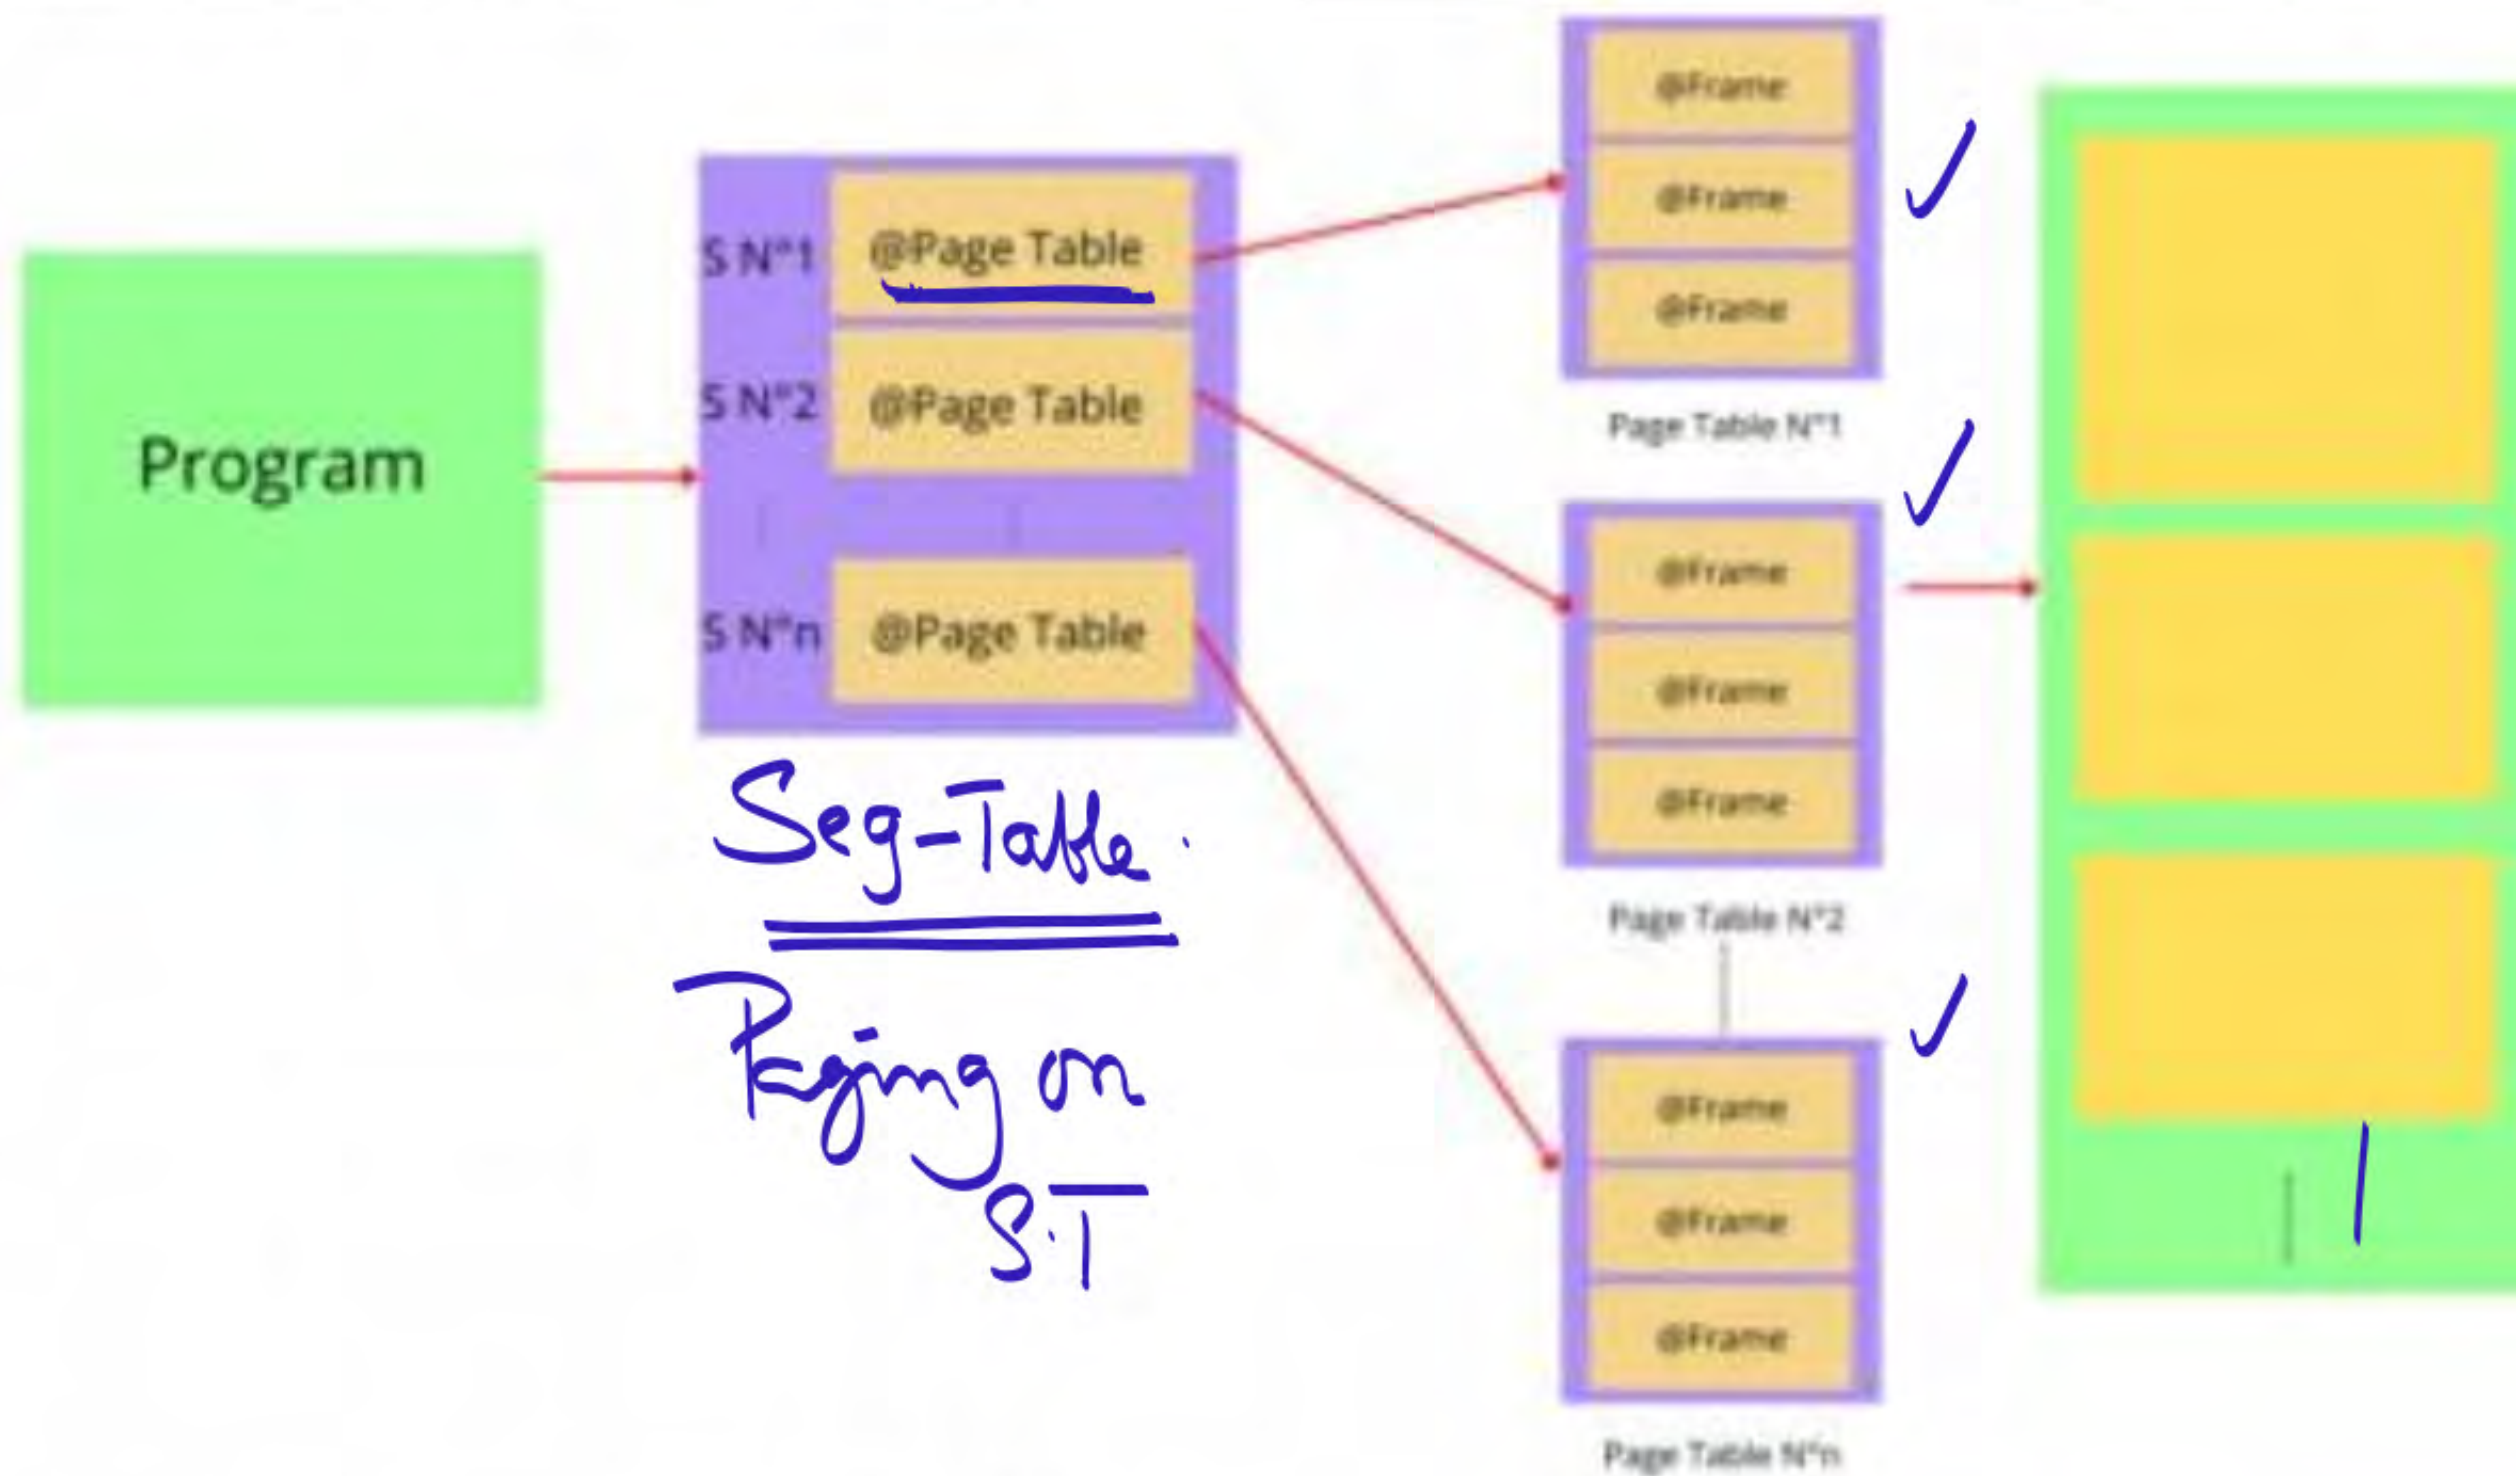 Program
S N°1 @Page Table
S N°2 @Page Table
S N°n @Page Table
Seg-Table.
Paging on
S.T
@Frame
@Frame
@Frame
Page Table N°1
@Frame
@Frame
@Frame
Page Table N°2
@Frame
@Frame
@Frame
Page Table N°n